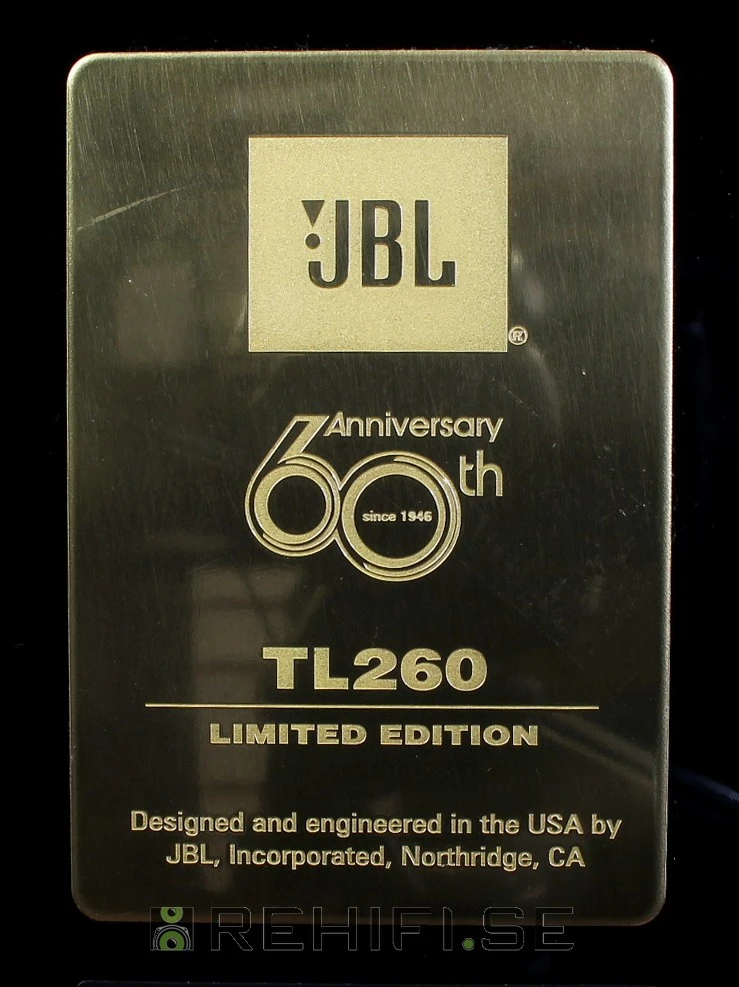 JBL
®
Anniversary
60th
since 1946
TL260
LIMITED EDITION
Designed and engineered in the USA by
JBL, Incorporated, Northridge, CA
REHIFI.SE